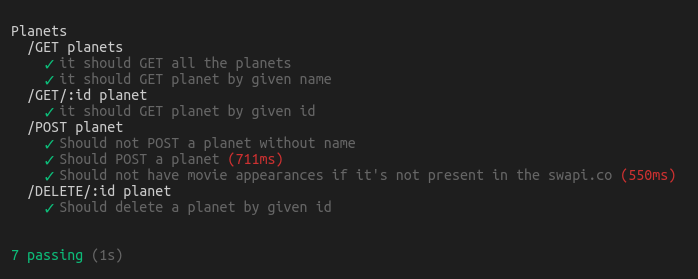 Planets
/GET planets
✓ it should GET all the planets
✓ it should GET planet by given name
/GET/:id planet
✓ it should GET planet by given id
/POST planet
✓ Should not POST a planet without name
✓ Should POST a planet (711ms)
✓ Should not have movie appearances if it's not present in the swapi.co (550ms)
/DELETE/:id planet
✓ Should delete a planet by given id
7 passing (1s)